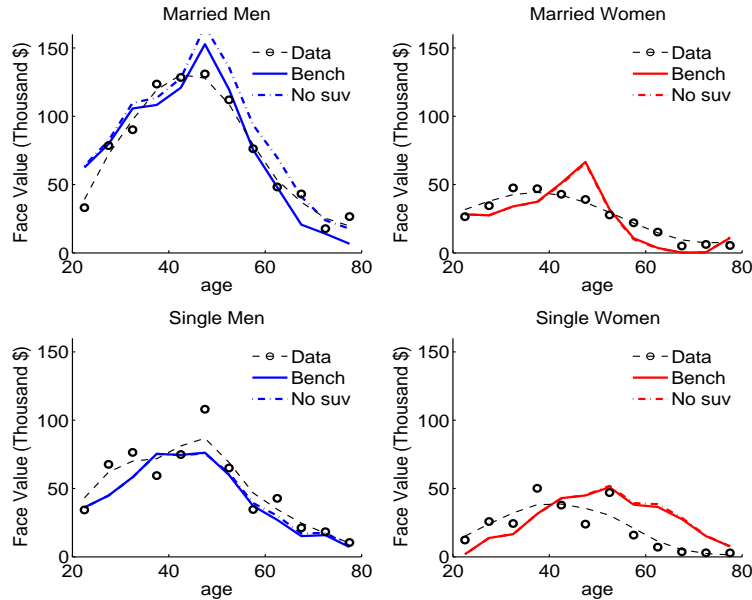 Married Men
Face Value (Thousand $)
150
100
50
0
20
40
60
80
age
Data
Bench
No suv
Married Women
Face Value (Thousand $)
150
100
50
0
20
40
60
80
age
Data
Bench
No suv
Single Men
Face Value (Thousand $)
150
100
50
0
20
40
60
80
age
Data
Bench
No suv
Single Women
Face Value (Thousand $)
150
100
50
0
20
40
60
80
age
Data
Bench
No suv